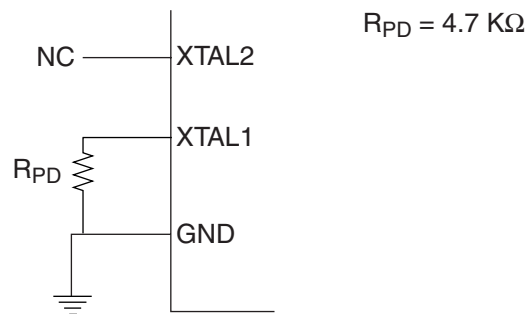 R_PD = 4.7 KΩ
NC
XTAL2
XTAL1
R_PD
GND